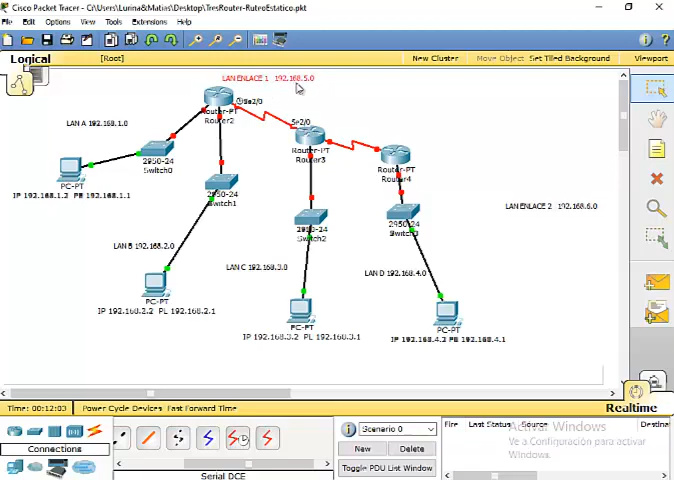 Cisco Packet Tracer - C:\Users\Lurina&Matias\Desktop\TresRouter-RutroEstatico.pkt
File Edit Options View Tools Extensions Help
Logical [Root] New Cluster Move Object Set Tiled Background Viewport
LAN ENLACE 1 192.168.5.0
Se2/0
Router-PT
Router2
LAN A 192.168.1.0
Se2/0
Router-PT
Router3
2950-24
Switch0
Router-PT
Router4
PC-PT
IP 192.168.1.2 PE 192.168.1.1
2950-24
Switch1
LAN ENLACE 2 192.168.6.0
2950-24
Switch2
2950-24
LAN B 192.168.2.0
LAN C 192.168.3.0
LAN D 192.168.4.0
PC-PT
IP 192.168.2.2 PL 192.168.2.1
PC-PT
IP 192.168.3.2 PL 192.168.3.1
PC-PT
IP 192.168.4.2 PE 192.168.4.1
Time: 00:12:03 Power Cycle Devices Fast Forward Time
Realtime
Connections
Serial DCE
Scenario 0
New Delete
Toggle PDU List Window
Fire Last Status Source Destina
Activar Windows
Ve a Configuración para activar
Windows.